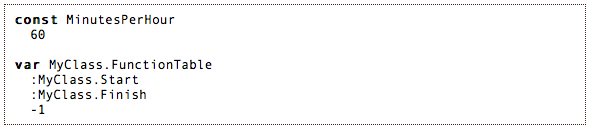 const MinutesPerHour
  60

var MyClass.FunctionTable
  :MyClass.Start
  :MyClass.Finish
  -1